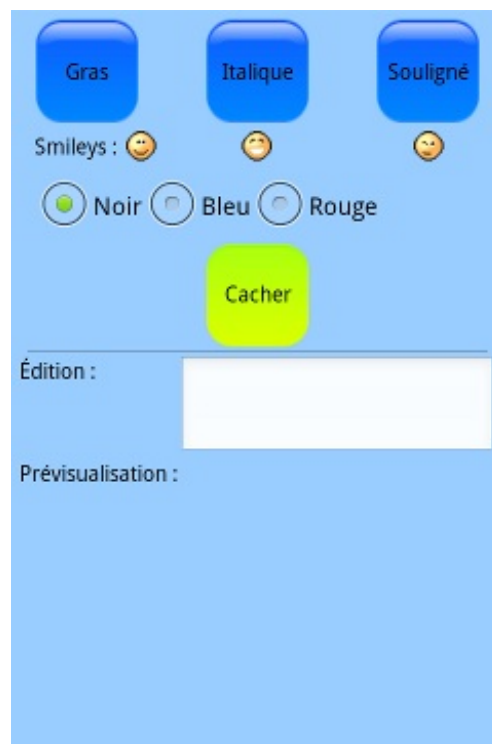 Gras Italique Souligné
Smileys :
Noir Bleu Rouge
Cacher
Édition :
Prévisualisation :